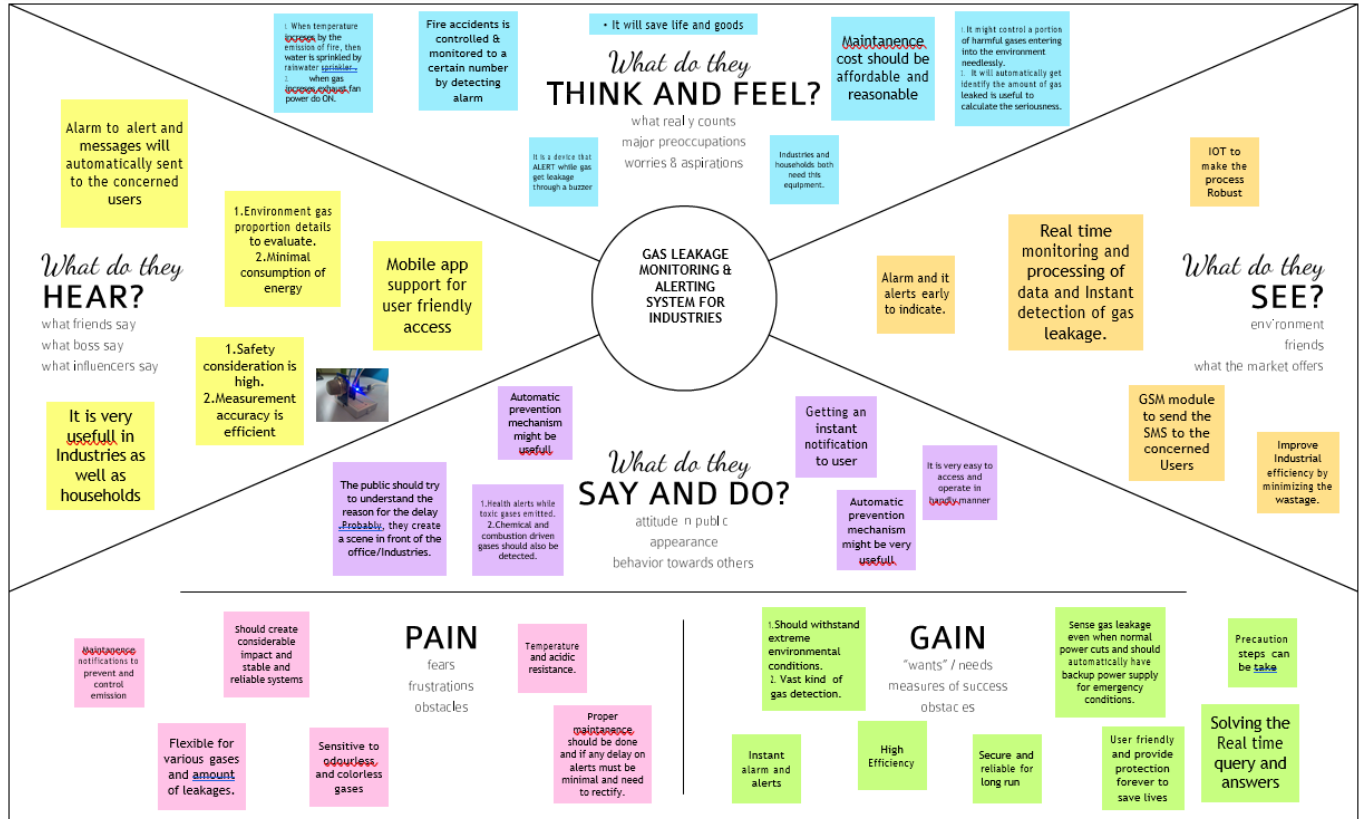 1. When temperature
increses by the
emission of fire, then
water is sprinkled by
rainwater sprinkler .
2. when gas
increses exhaust fan
power do ON.
Fire accidents is
controlled &
monitored to a
certain number
by detecting
alarm
• It will save life and goods
What do they
THINK AND FEEL?
what real y counts
major preoccupations
worries & aspirations
Maintanence
cost should be
affordable and
reasonable
1. It might control a portion
of harmful gases entering
into the environment
needlessly.
2. It will automatically get
identify the amount of gas
leaked is useful to
calculate the seriousness.
It is a device that
ALERT while gas
get leakage
through a buzzer
Industries and
households both
need this
equipment.
Alarm to alert and
messages will
automatically sent
to the concerned
users
1.Environment gas
proportion details
to evaluate.
2.Minimal
consumption of
energy
What do they
HEAR?
what friends say
what boss say
what influencers say
Mobile app
support for
user friendly
access
1.Safety
consideration is
high.
2.Measurement
accuracy is
efficient
It is very
usefull in
Industries as
well as
households
GAS LEAKAGE
MONITORING &
ALERTING
SYSTEM FOR
INDUSTRIES
IOT to
make the
process
Robust
Real time
monitoring and
processing of
data and Instant
detection of gas
leakage.
Alarm and it
alerts early
to indicate.
What do they
SEE?
env'ronment
friends
what the market offers
GSM module
to send the
SMS to the
concerned
Users
Improve
Industrial
efficiency by
minimizing the
wastage.
Automatic
prevention
mechanism
might be
usefull
The public should try
to understand the
reason for the delay
.Probably, they create
a scene in front of the
office/Industries.
1.Health alerts while
toxic gases emitted.
2.Chemical and
combustion driven
gases should also be
detected.
What do they
SAY AND DO?
attitude n public
appearance
behavior towards others
Getting an
instant
notification
to user
It is very easy to
access and
operate in
handly manner
Automatic
prevention
mechanism
might be very
usefull
Maintanence
notifications to
prevent and
control
emission
Should create
considerable
impact and
stable and
reliable systems
PAIN
fears
frustrations
obstacles
Temperature
and acidic
resistance.
Flexible for
various gases
and amount
of leakages.
Sensitive to
odourless
and colorless
gases
Proper
maintanence
should be done
and if any delay on
alerts must be
minimal and need
to rectify.
1.Should withstand
extreme
environmental
conditions.
2. Vast kind of
gas detection.
GAIN
"wants" / needs
measures of success
obstac es
Sense gas leakage
even when normal
power cuts and should
automatically have
backup power supply
for emergency
conditions.
Precaution
steps can
be take
Instant
alarm and
alerts
High
Efficiency
Secure and
reliable for
long run
User friendly
and provide
protection
forever to
save lives
Solving the
Real time
query and
answers